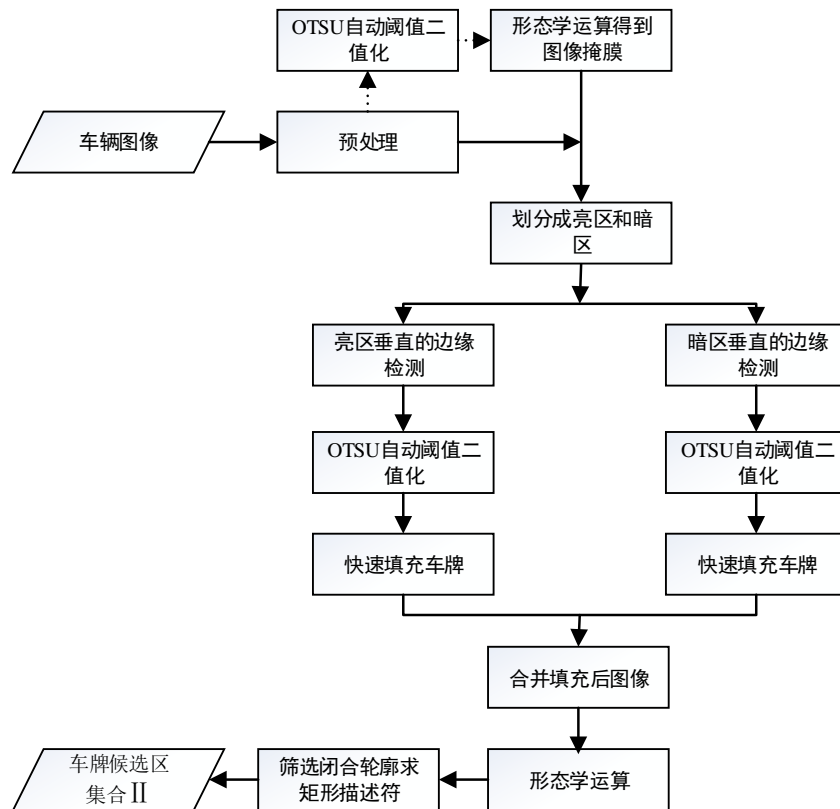 OTSU自动阈值二
值化
形态学运算得到
图像掩膜
车辆图像
预处理
划分成亮区和暗
区
亮区垂直的边缘
检测
暗区垂直的边缘
检测
OTSU自动阈值二
值化
OTSU自动阈值二
值化
快速填充车牌
快速填充车牌
合并填充后图像
形态学运算
筛选闭合轮廓求
矩形描述符
车牌候选区
集合Ⅱ